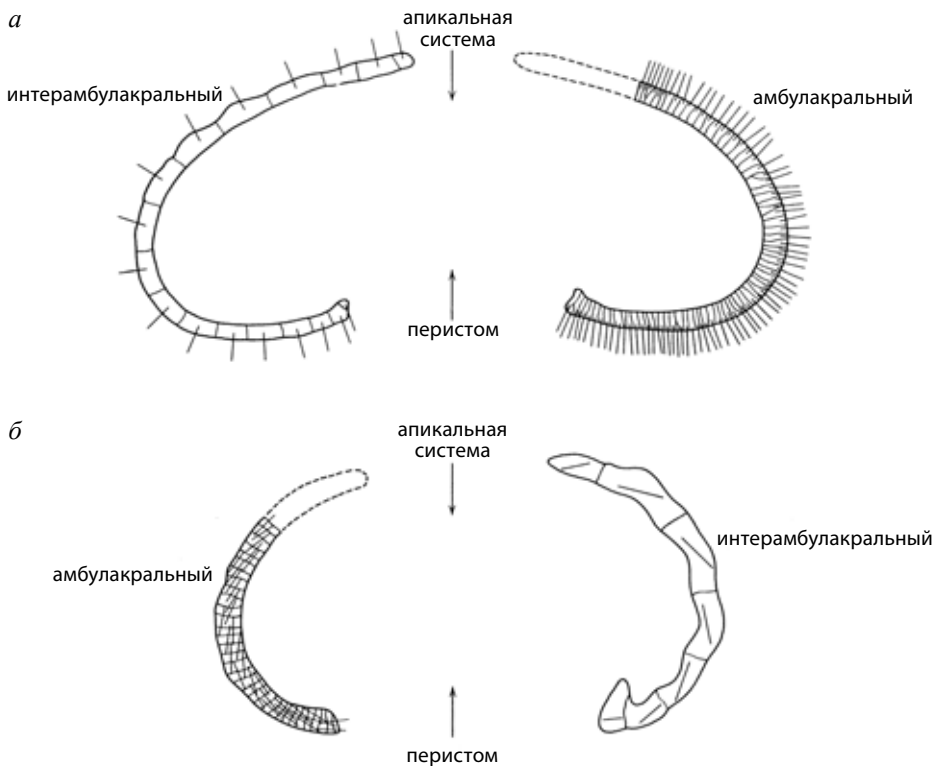 а
апикальная
система
интерамбулакральный
амбулакральный
перистом
б
апикальная
система
амбулакральный
интерамбулакральный
перистом